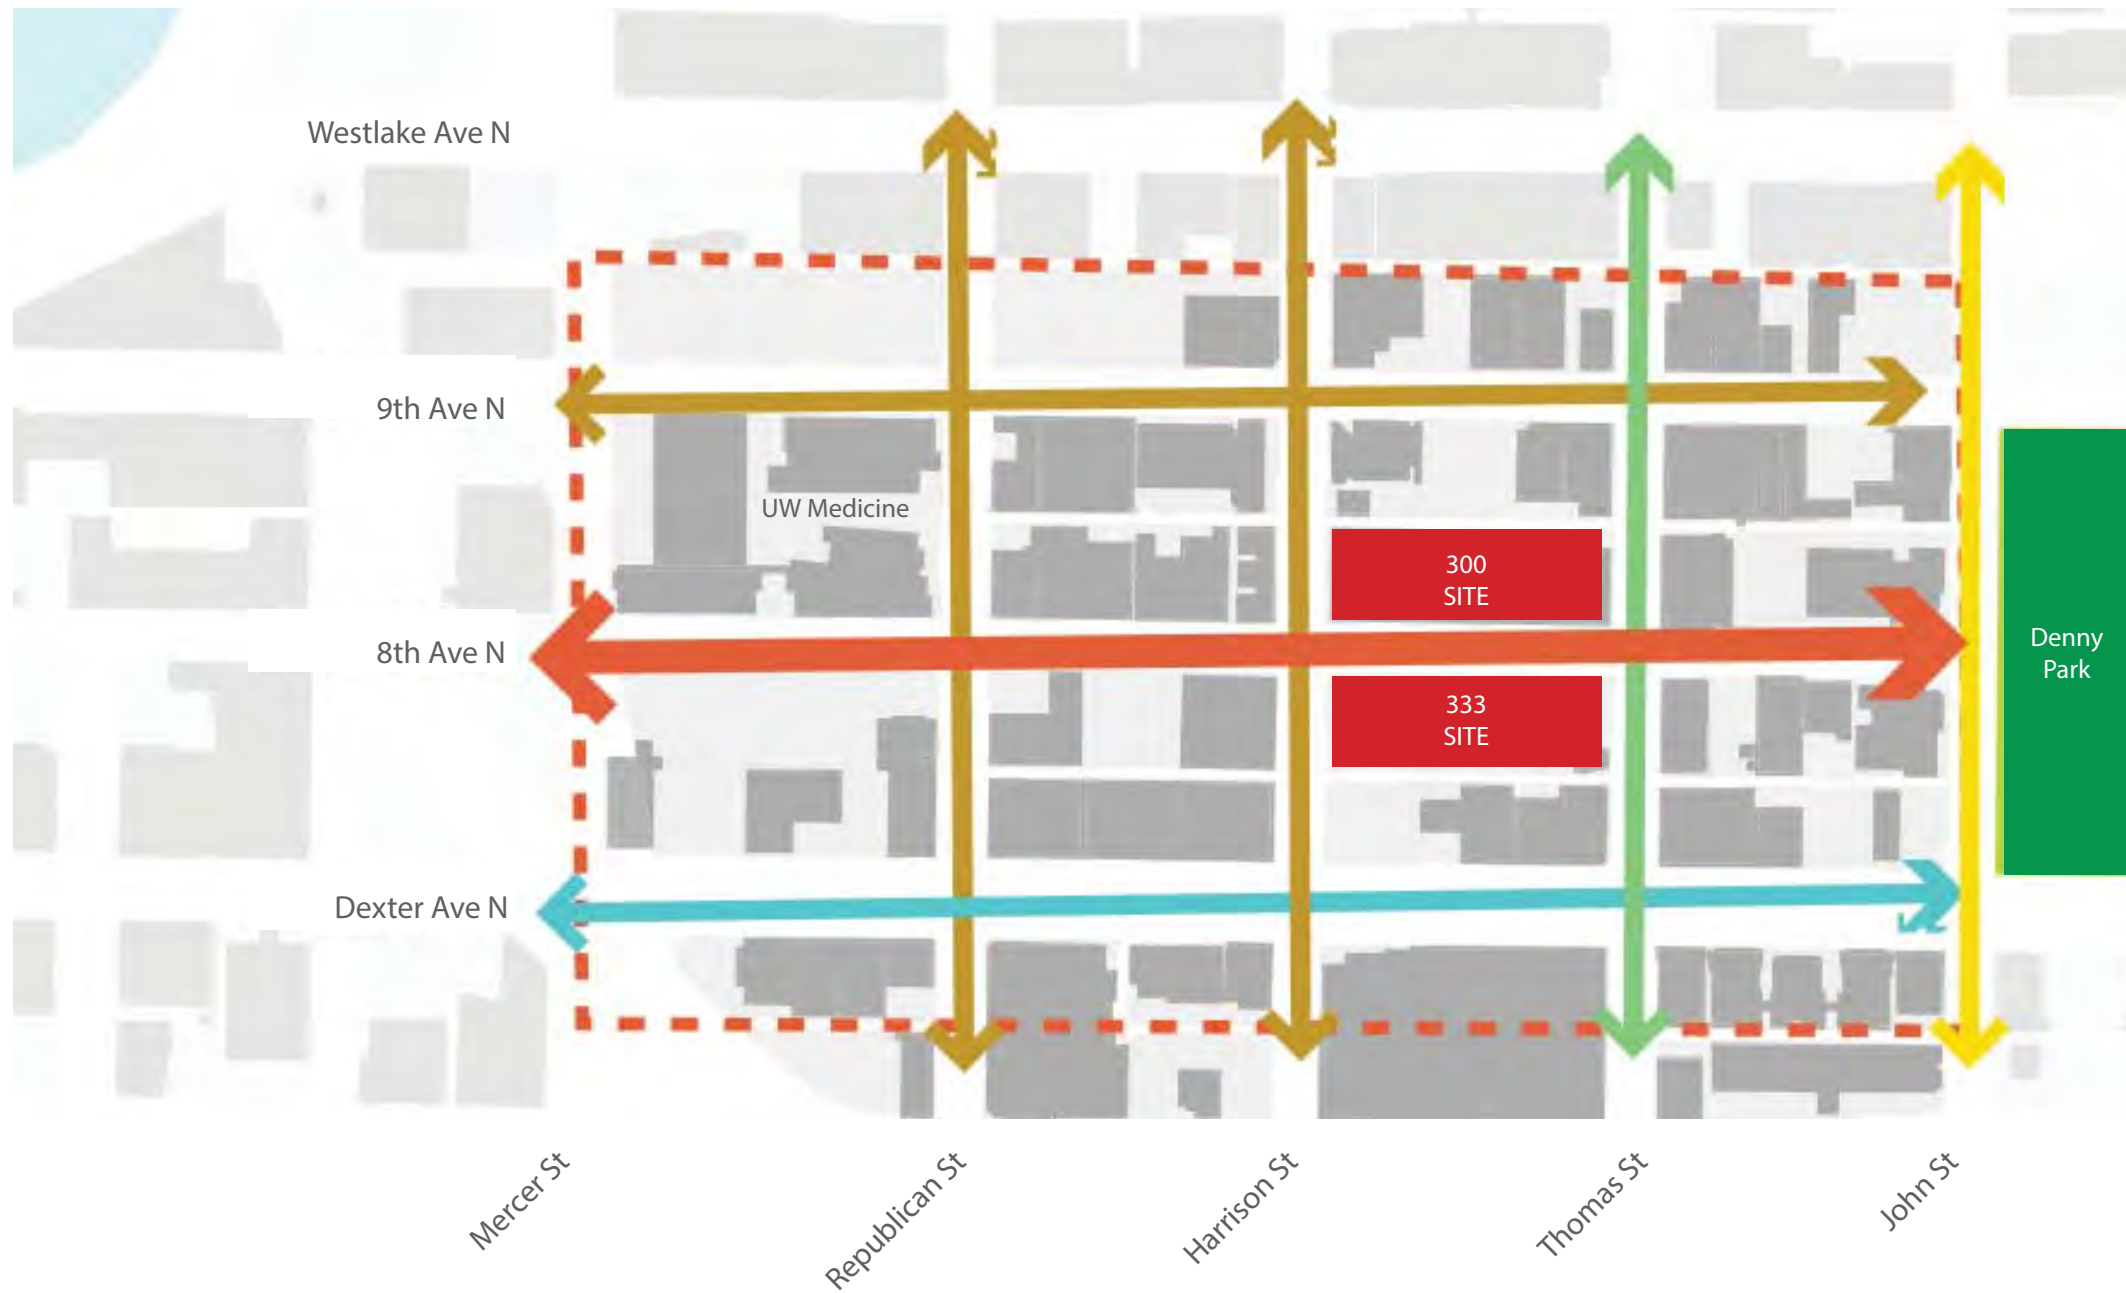 Westlake Ave N
9th Ave N
UW Medicine
300
SITE
8th Ave N
Denny
Park
333
SITE
Dexter Ave N
Mercer St
Republican St
Harrison St
Thomas St
John St